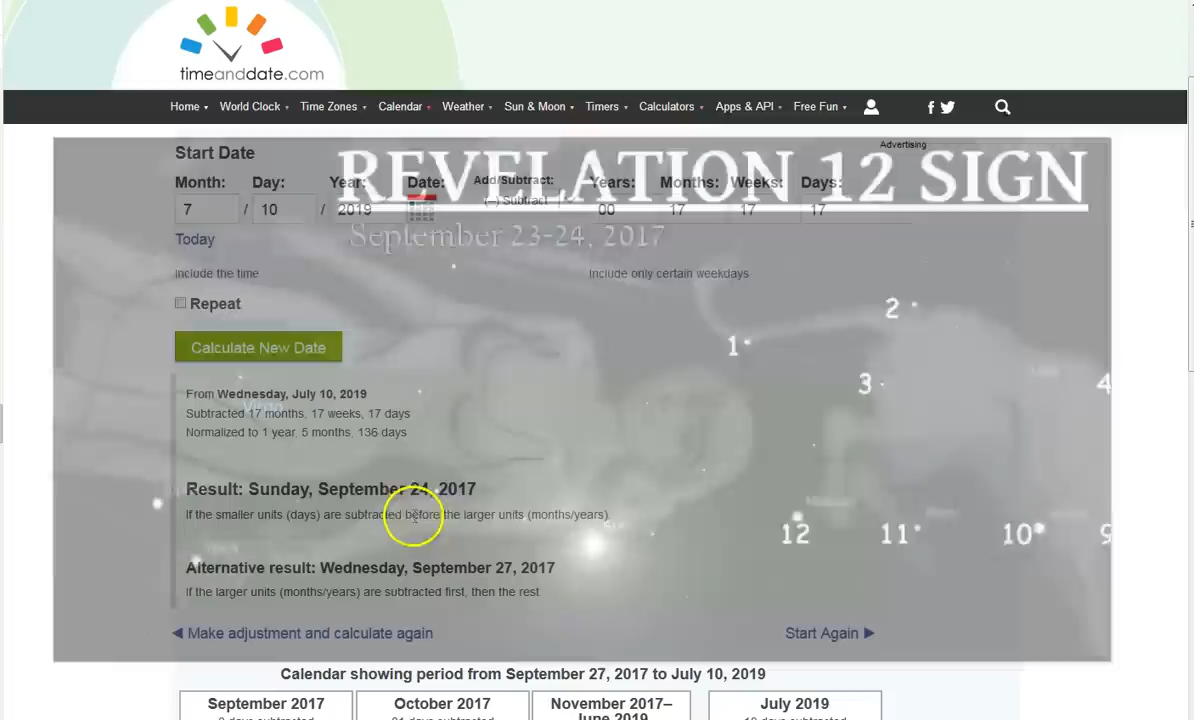 timeanddate.com
Home World Clock Time Zones Calendar Weather Sun & Moon Timers Calculators Apps & API Free Fun
Advertising
Start Date
REVELATION 12 SIGN
Month: Day: Year: Date: Add/Subtract: Years: Months: Weeks: Days:
7 / 10 / 2019 (–) Subtract 00 17 17 17
September 23-24, 2017
Today
Include the time Include only certain weekdays
Repeat
2
1
Calculate New Date
3 4
From Wednesday, July 10, 2019
Subtracted 17 months, 17 weeks, 17 days
Normalized to 1 year, 5 months, 136 days
Result: Sunday, September 24, 2017
If the smaller units (days) are subtracted before the larger units (months/years).
12 11 10 9
Alternative result: Wednesday, September 27, 2017
If the larger units (months/years) are subtracted first, then the rest.
Make adjustment and calculate again Start Again
Calendar showing period from September 27, 2017 to July 10, 2019
September 2017 October 2017 November 2017– July 2019
June 2019